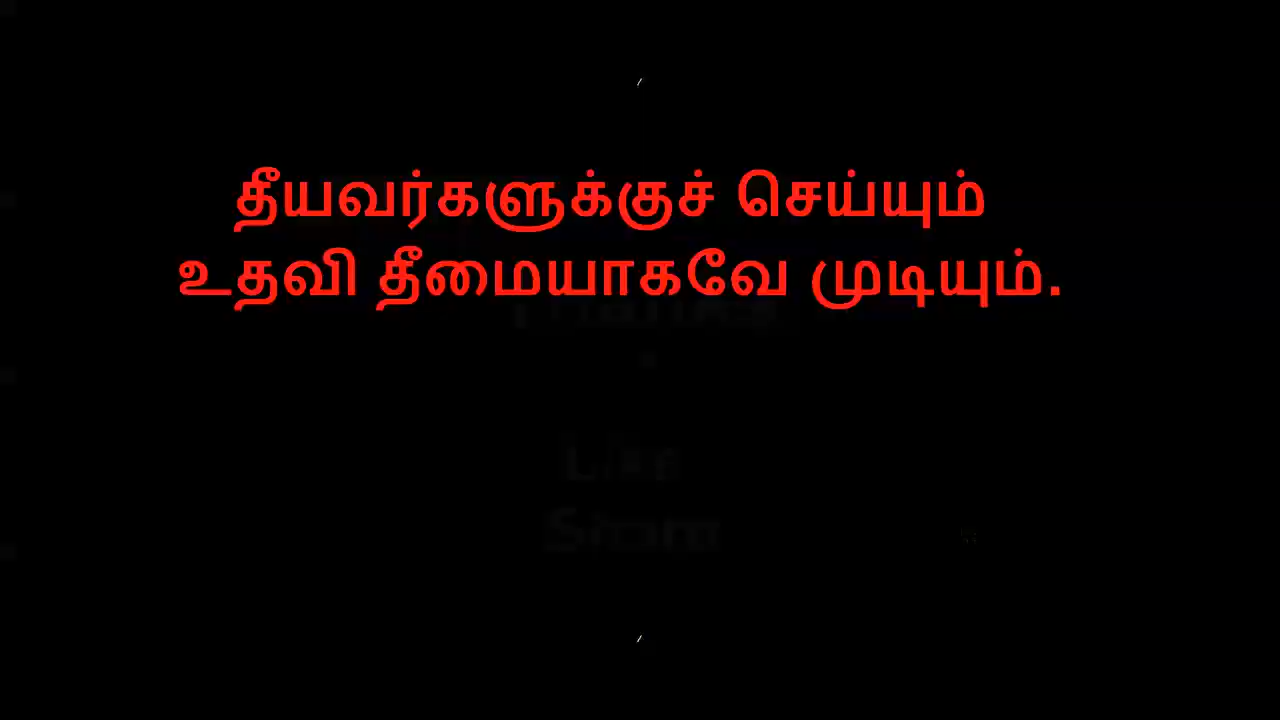 தீயவர்களுக்குச் செய்யும்
உதவி தீமையாகவே முடியும்.